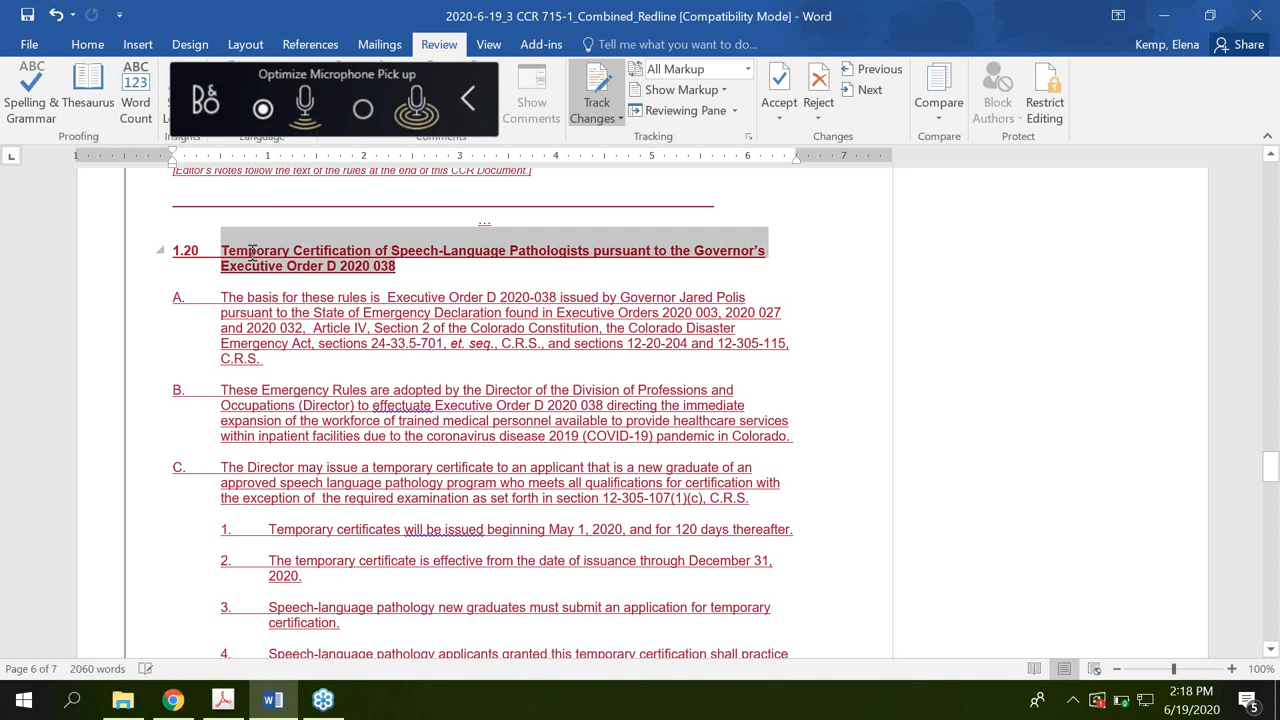 2020-6-19_3 CCR 715-1_Combined_Redline [Compatibility Mode] - Word
File Home Insert Design Layout References Mailings Review View Add-ins Tell me what you want to do... Kemp, Elena Share
Optimize Microphone Pick up
B&O
ABC
Spelling & Grammar
Thesaurus
ABC
123
Word Count
Show Comments
Track Changes
All Markup
Show Markup
Reviewing Pane
Accept
Reject
Previous
Next
Compare
Block Authors
Restrict Editing
Proofing
Tracking
Changes
Compare
Protect
1 1 2 3 4 5 6 7
[Editor's Notes follow the text of the rules at the end of this CCR Document.]
...
1.20 Temporary Certification of Speech-Language Pathologists pursuant to the Governor's
Executive Order D 2020 038
A. The basis for these rules is Executive Order D 2020-038 issued by Governor Jared Polis
pursuant to the State of Emergency Declaration found in Executive Orders 2020 003, 2020 027
and 2020 032, Article IV, Section 2 of the Colorado Constitution, the Colorado Disaster
Emergency Act, sections 24-33.5-701, et. seq., C.R.S., and sections 12-20-204 and 12-305-115,
C.R.S.
B. These Emergency Rules are adopted by the Director of the Division of Professions and
Occupations (Director) to effectuate Executive Order D 2020 038 directing the immediate
expansion of the workforce of trained medical personnel available to provide healthcare services
within inpatient facilities due to the coronavirus disease 2019 (COVID-19) pandemic in Colorado.
C. The Director may issue a temporary certificate to an applicant that is a new graduate of an
approved speech language pathology program who meets all qualifications for certification with
the exception of the required examination as set forth in section 12-305-107(1)(c), C.R.S.
1. Temporary certificates will be issued beginning May 1, 2020, and for 120 days thereafter.
2. The temporary certificate is effective from the date of issuance through December 31,
2020.
3. Speech-language pathology new graduates must submit an application for temporary
certification.
4. Speech-language pathology applicants granted this temporary certification shall practice
Page 6 of 7 2060 words 100%
2:18 PM
6/19/2020
5